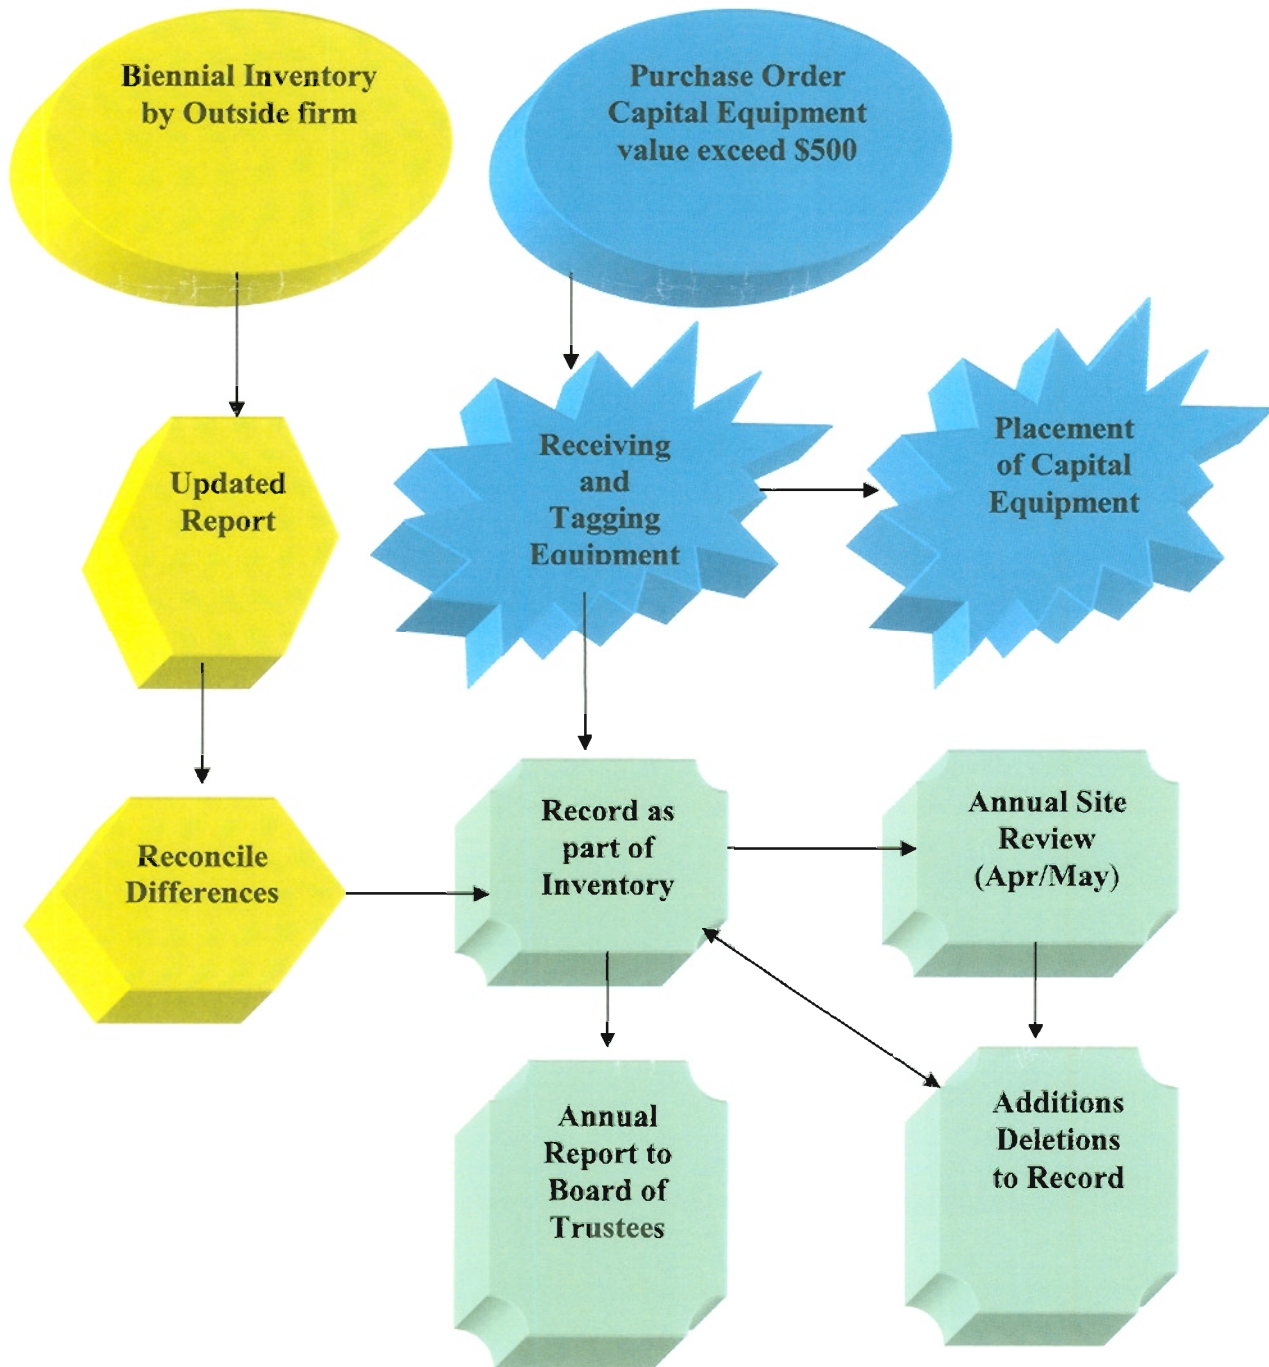 Biennial Inventory
by Outside firm
Purchase Order
Capital Equipment
value exceed $500
Updated
Report
Receiving
and
Tagging
Equipment
Placement
of Capital
Equipment
Reconcile
Differences
Record as
part of
Inventory
Annual Site
Review
(Apr/May)
Annual
Report to
Board of
Trustees
Additions
Deletions
to Record